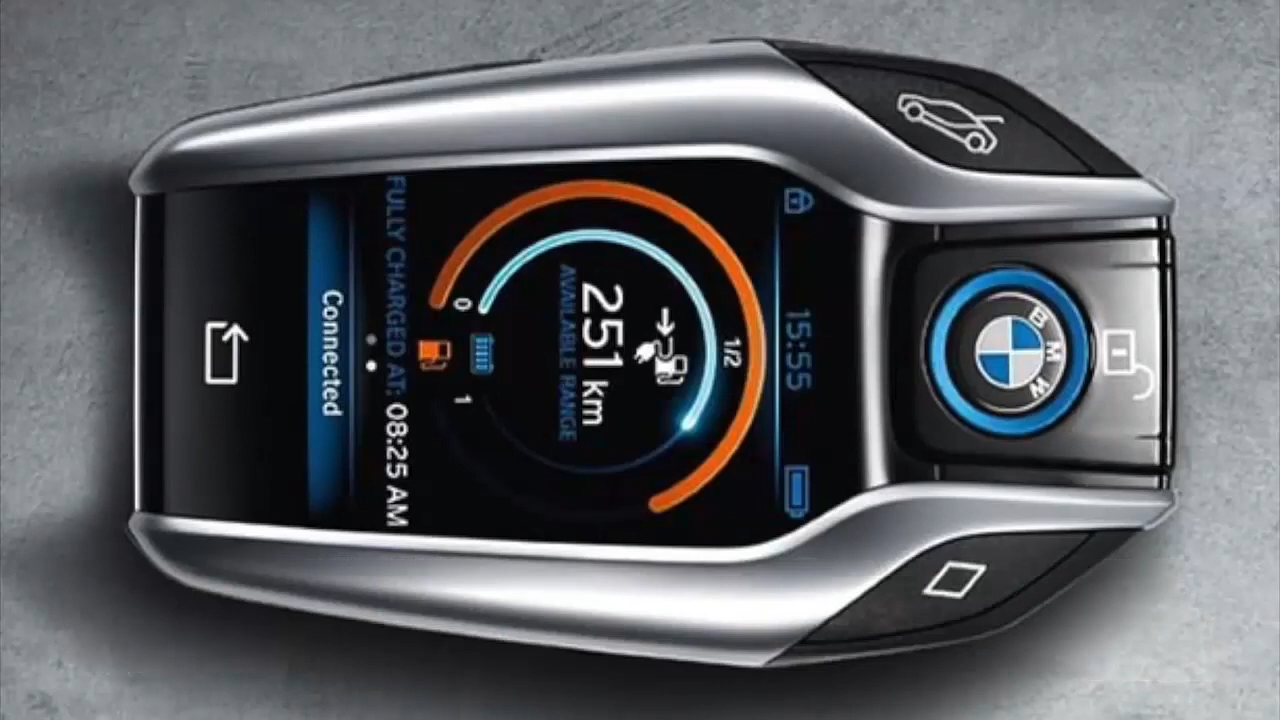 BMW
15:55
1/2
251 km
AVAILABLE RANGE
0
1
FULLY CHARGED AT: 08:25 AM
Connected